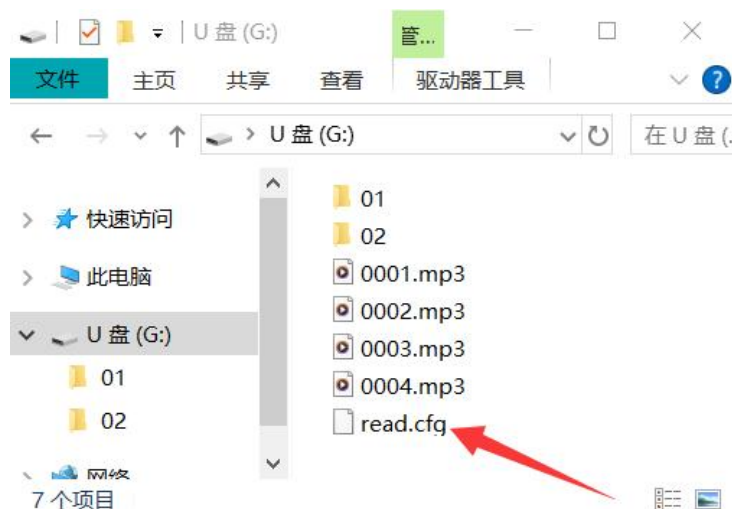 U 盘 (G:) 管...
文件 主页 共享 查看 驱动器工具
U 盘 (G:) 在 U 盘 (.
快速访问
此电脑
U 盘 (G:)
01
02
网络
01
02
0001.mp3
0002.mp3
0003.mp3
0004.mp3
read.cfg
7 个项目